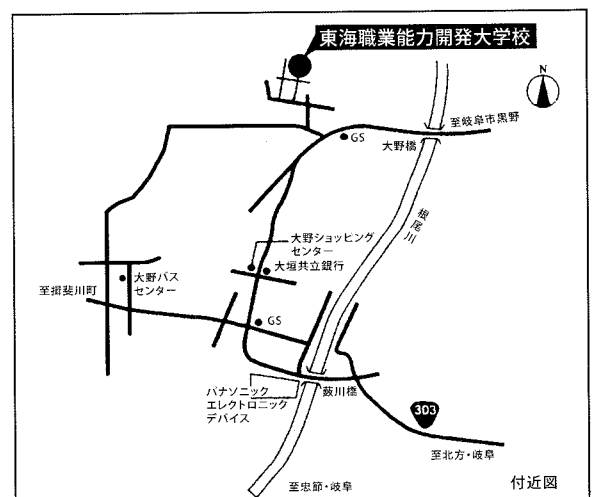 東海職業能力開発大学校
N
至岐阜市黒野
GS
大野橋
根尾川
大野ショッピング
センター
大垣共立銀行
大野バス
センター
至揖斐川町
GS
パナソニック
エレクトロニック
デバイス
薮川橋
303
至北方・岐阜
至忠節・岐阜
付近図